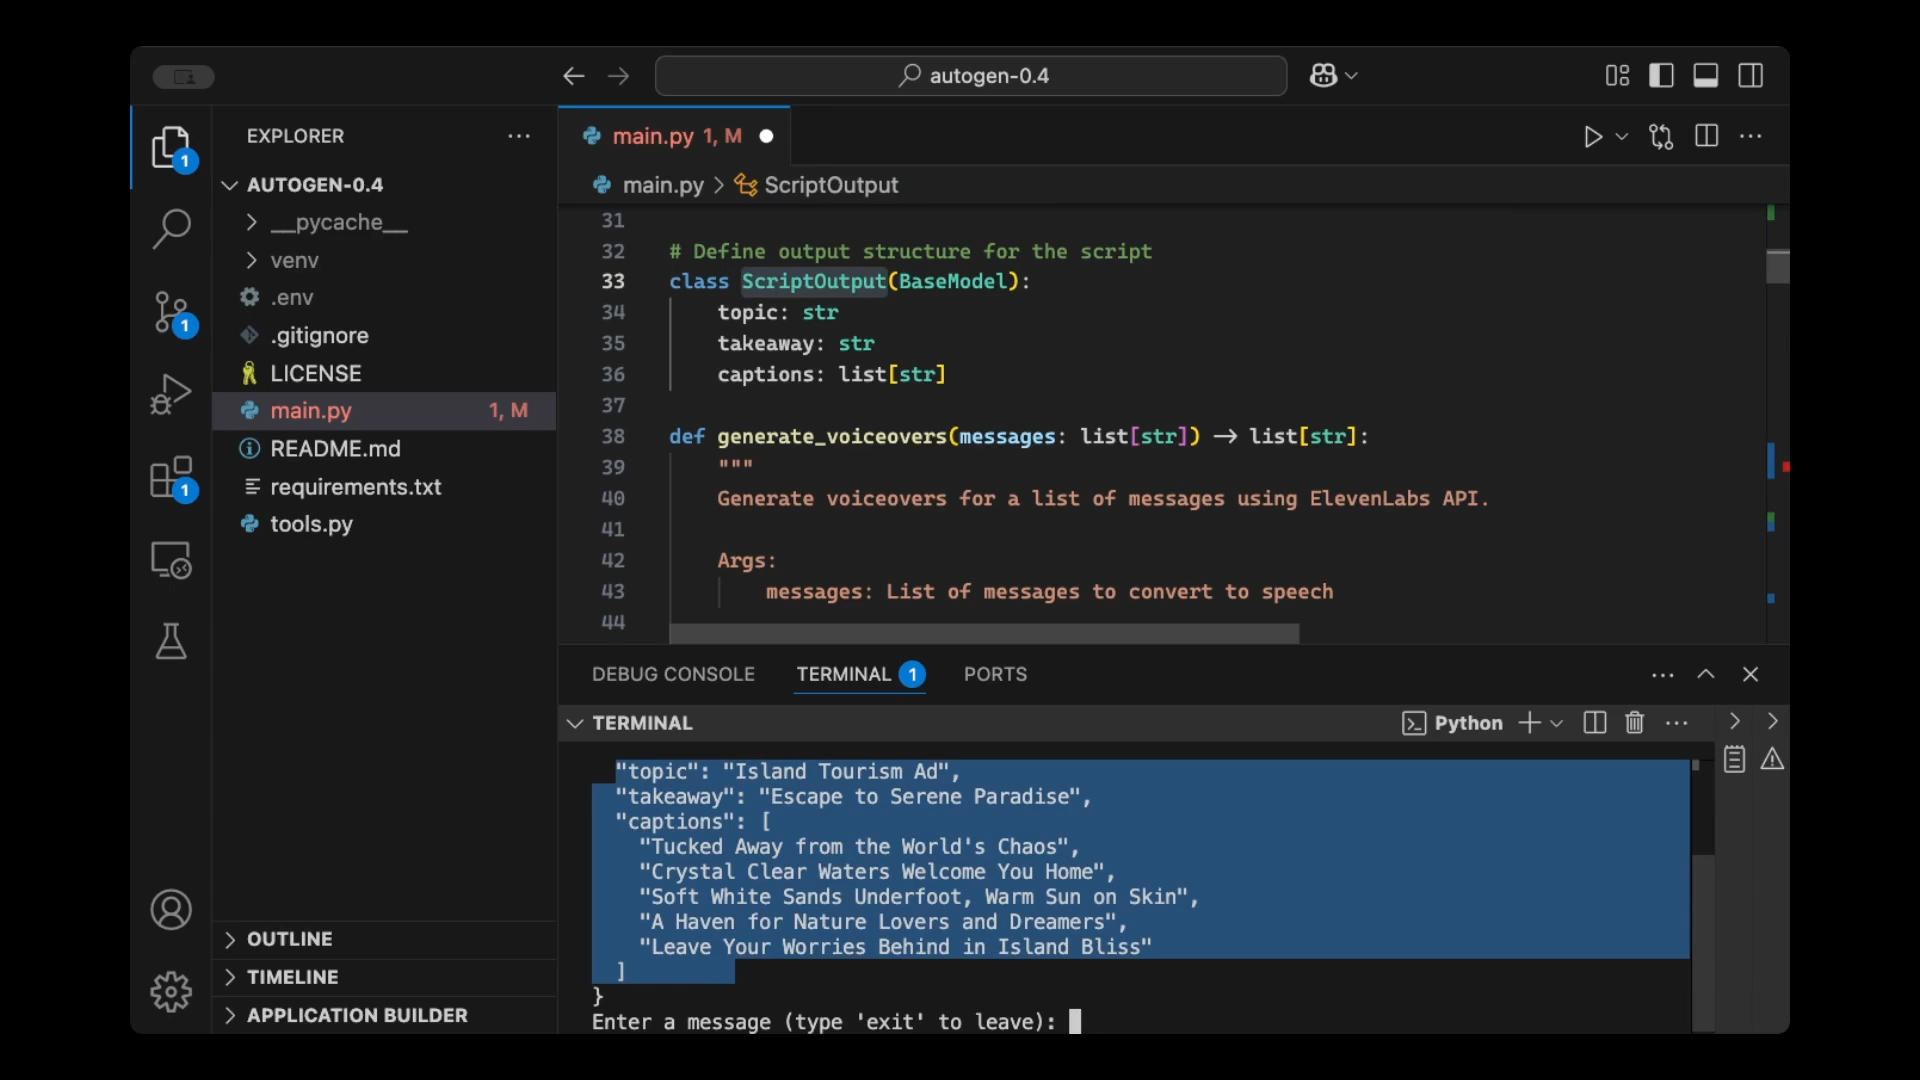 autogen-0.4
EXPLORER
AUTOGEN-0.4
__pycache__
venv
.env
.gitignore
LICENSE
main.py 1, M
README.md
requirements.txt
tools.py
OUTLINE
TIMELINE
APPLICATION BUILDER
1
1
1
main.py 1, M
main.py > ScriptOutput
31
32 # Define output structure for the script
33 class ScriptOutput(BaseModel):
34 topic: str
35 takeaway: str
36 captions: list[str]
37
38 def generate_voiceovers(messages: list[str]) → list[str]:
39 """
40 Generate voiceovers for a list of messages using ElevenLabs API.
41
42 Args:
43 messages: List of messages to convert to speech
44
DEBUG CONSOLE TERMINAL 1 PORTS
TERMINAL Python
"topic": "Island Tourism Ad",
"takeaway": "Escape to Serene Paradise",
"captions": [
"Tucked Away from the World's Chaos",
"Crystal Clear Waters Welcome You Home",
"Soft White Sands Underfoot, Warm Sun on Skin",
"A Haven for Nature Lovers and Dreamers",
"Leave Your Worries Behind in Island Bliss"
]
}
Enter a message (type 'exit' to leave):